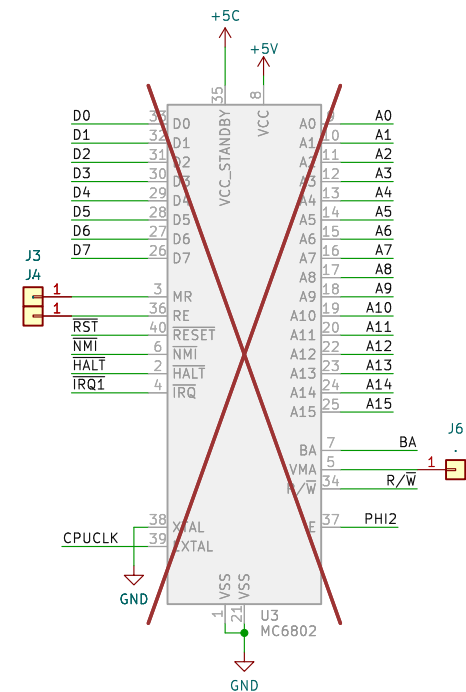 +5C
+5V
35 8
VCC_STANDBY VCC
D0 33 D0 A0 9 A0
D1 32 D1 A1 10 A1
D2 31 D2 A2 11 A2
D3 30 D3 A3 12 A3
D4 29 D4 A4 13 A4
D5 28 D5 A5 14 A5
D6 27 D6 A6 15 A6
D7 26 D7 A7 16 A7
A8 17 A8
J3
J4
1 3 MR A9 18 A9
1 36 RE A10 19 A10
RST 40 RESET A11 20 A11
NMI 6 NMI A12 22 A12
HALT 2 HALT A13 23 A13
IRQ1 4 IRQ A14 24 A14
A15 25 A15
BA 7 BA
J6
.
VMA 5 1
R/W 34 R/W
38 XTAL E 37 PHI2
CPUCLK 39 EXTAL
GND
VSS VSS
1 21
U3
MC6802
GND